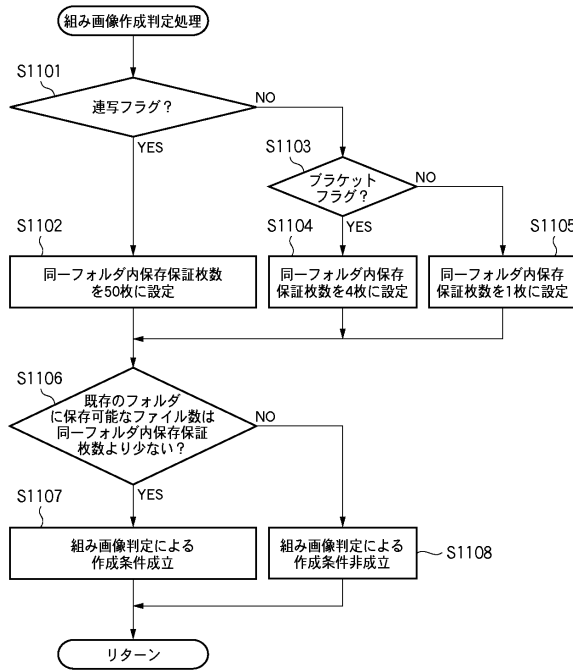 組み画像作成判定処理
S1101
連写フラグ？
NO
YES
S1103
ブラケット
フラグ？
NO
YES
S1102
同一フォルダ内保存保証枚数
を50枚に設定
S1104
同一フォルダ内保存
保証枚数を4枚に設定
S1105
同一フォルダ内保存
保証枚数を1枚に設定
S1106
既存のフォルダ
に保存可能なファイル数は
同一フォルダ内保存保証
枚数より少ない？
NO
YES
S1107
組み画像判定による
作成条件成立
組み画像判定による
作成条件非成立
S1108
リターン